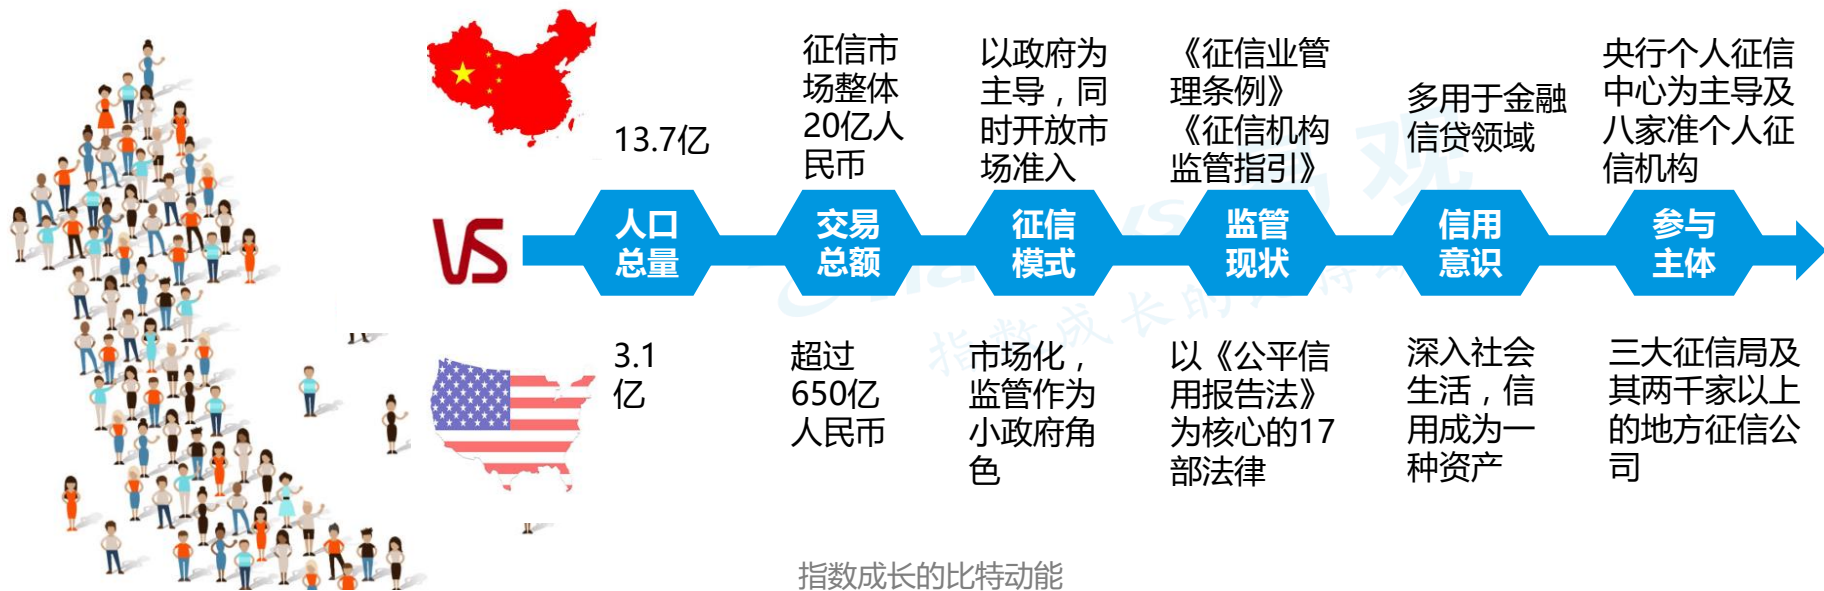 13.7亿
征信市
场整体
20亿人
民币
以政府为
主导，同
时开放市
场准入
《征信业管
理条例》
《征信机构
监管指引》
多用于金融
信贷领域
央行个人征信
中心为主导及
八家准个人征
信机构
VS
人口
总量
交易
总额
征信
模式
监管
现状
信用
意识
参与
主体
3.1
亿
超过
650亿
人民币
市场化，
监管作为
小政府角
色
以《公平信
用报告法》
为核心的17
部法律
深入社会
生活，信
用成为一
种资产
三大征信局及
其两千家以上
的地方征信公
司
指数成长的比特动能